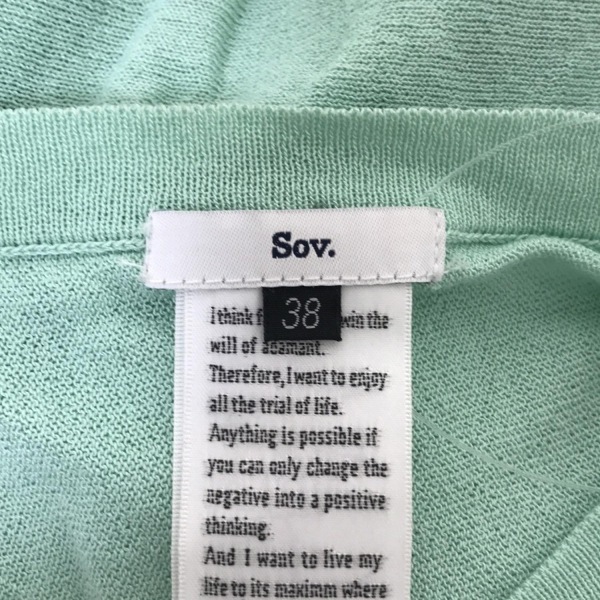 Sov.
38
I think f win the
will of adamant.
Therefore, I want to enjoy
all the trial of life.
Anything is possible if
you can only change the
negative into a positive
thinking.
And I want to live my
life to its maximm where